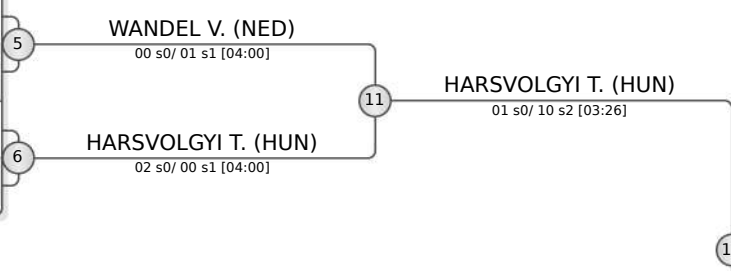 WANDEL V. (NED)
5
00 s0/ 01 s1 [04:00]
HARSVOLGYI T. (HUN)
11
01 s0/ 10 s2 [03:26]
HARSVOLGYI T. (HUN)
6
02 s0/ 00 s1 [04:00]